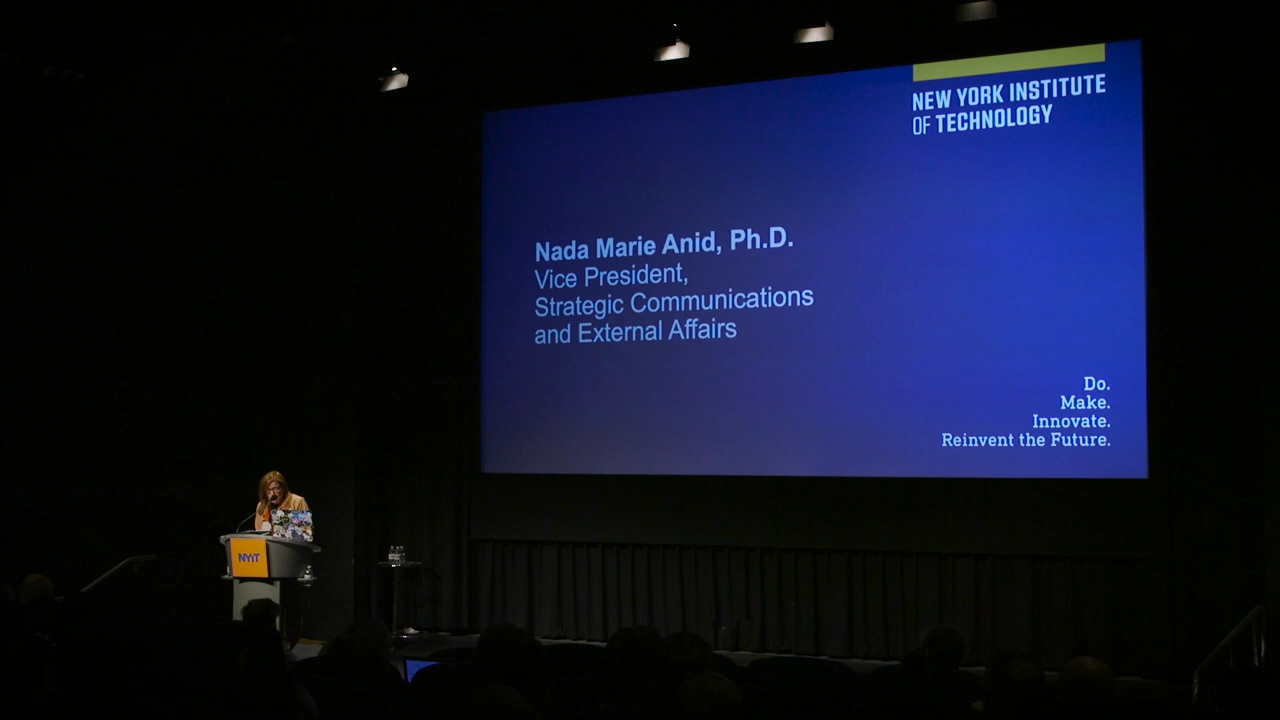 NEW YORK INSTITUTE
OF TECHNOLOGY
Nada Marie Anid, Ph.D.
Vice President,
Strategic Communications
and External Affairs
Do.
Make.
Innovate.
Reinvent the Future.
NYIT